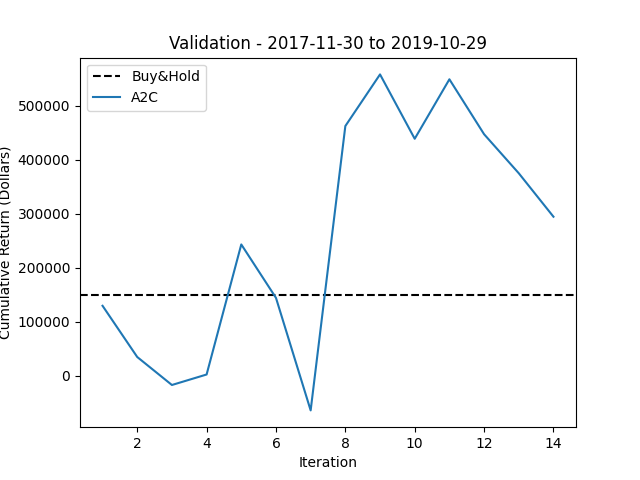 Validation - 2017-11-30 to 2019-10-29
Buy&Hold
A2C
Cumulative Return (Dollars)
500000
400000
300000
200000
100000
0
2 4 6 8 10 12 14
Iteration